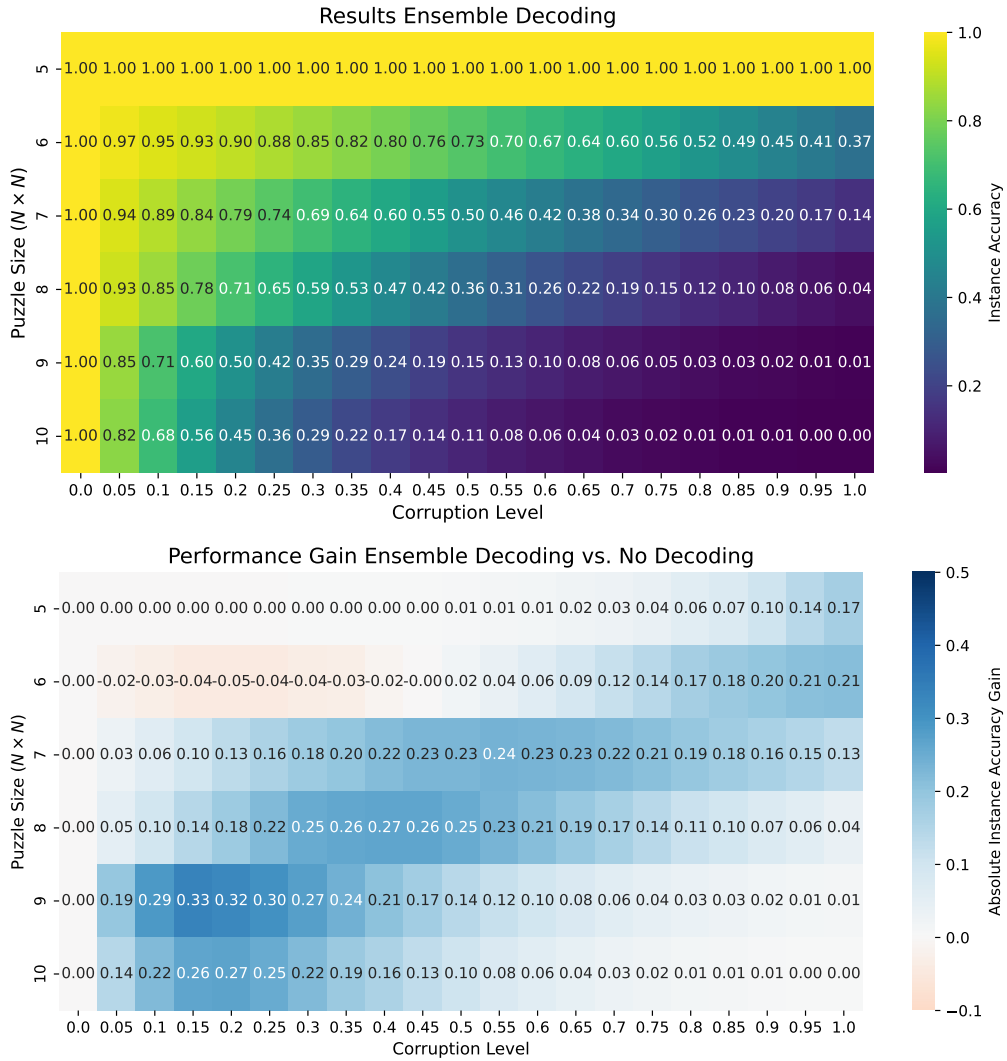 Results Ensemble Decoding
5 1.00 1.00 1.00 1.00 1.00 1.00 1.00 1.00 1.00 1.00 1.00 1.00 1.00 1.00 1.00 1.00 1.00 1.00 1.00 1.00 1.00
6 1.00 0.97 0.95 0.93 0.90 0.88 0.85 0.82 0.80 0.76 0.73 0.70 0.67 0.64 0.60 0.56 0.52 0.49 0.45 0.41 0.37
7 1.00 0.94 0.89 0.84 0.79 0.74 0.69 0.64 0.60 0.55 0.50 0.46 0.42 0.38 0.34 0.30 0.26 0.23 0.20 0.17 0.14
8 1.00 0.93 0.85 0.78 0.71 0.65 0.59 0.53 0.47 0.42 0.36 0.31 0.26 0.22 0.19 0.15 0.12 0.10 0.08 0.06 0.04
9 1.00 0.85 0.71 0.60 0.50 0.42 0.35 0.29 0.24 0.19 0.15 0.13 0.10 0.08 0.06 0.05 0.03 0.03 0.02 0.01 0.01
10 1.00 0.82 0.68 0.56 0.45 0.36 0.29 0.22 0.17 0.14 0.11 0.08 0.06 0.04 0.03 0.02 0.01 0.01 0.01 0.00 0.00
0.0 0.05 0.1 0.15 0.2 0.25 0.3 0.35 0.4 0.45 0.5 0.55 0.6 0.65 0.7 0.75 0.8 0.85 0.9 0.95 1.0
Corruption Level
Puzzle Size (N × N)
1.0
0.8
0.6
0.4
0.2
Instance Accuracy
Performance Gain Ensemble Decoding vs. No Decoding
5 0.00 0.00 0.00 0.00 0.00 0.00 0.00 0.00 0.00 0.00 0.01 0.01 0.01 0.02 0.03 0.04 0.06 0.07 0.10 0.14 0.17
6 0.00 -0.02 -0.03 -0.04 -0.05 -0.04 -0.04 -0.03 -0.02 -0.00 0.02 0.04 0.06 0.09 0.12 0.14 0.17 0.18 0.20 0.21 0.21
7 0.00 0.03 0.06 0.10 0.13 0.16 0.18 0.20 0.22 0.23 0.23 0.24 0.23 0.23 0.22 0.21 0.19 0.18 0.16 0.15 0.13
8 0.00 0.05 0.10 0.14 0.18 0.22 0.25 0.26 0.27 0.26 0.25 0.23 0.21 0.19 0.17 0.14 0.11 0.10 0.07 0.06 0.04
9 0.00 0.19 0.29 0.33 0.32 0.30 0.27 0.24 0.21 0.17 0.14 0.12 0.10 0.08 0.06 0.04 0.03 0.03 0.02 0.01 0.01
10 0.00 0.14 0.22 0.26 0.27 0.25 0.22 0.19 0.16 0.13 0.10 0.08 0.06 0.04 0.03 0.02 0.01 0.01 0.01 0.00 0.00
0.0 0.05 0.1 0.15 0.2 0.25 0.3 0.35 0.4 0.45 0.5 0.55 0.6 0.65 0.7 0.75 0.8 0.85 0.9 0.95 1.0
Corruption Level
Puzzle Size (N × N)
0.5
0.4
0.3
0.2
0.1
0.0
−0.1
Absolute Instance Accuracy Gain